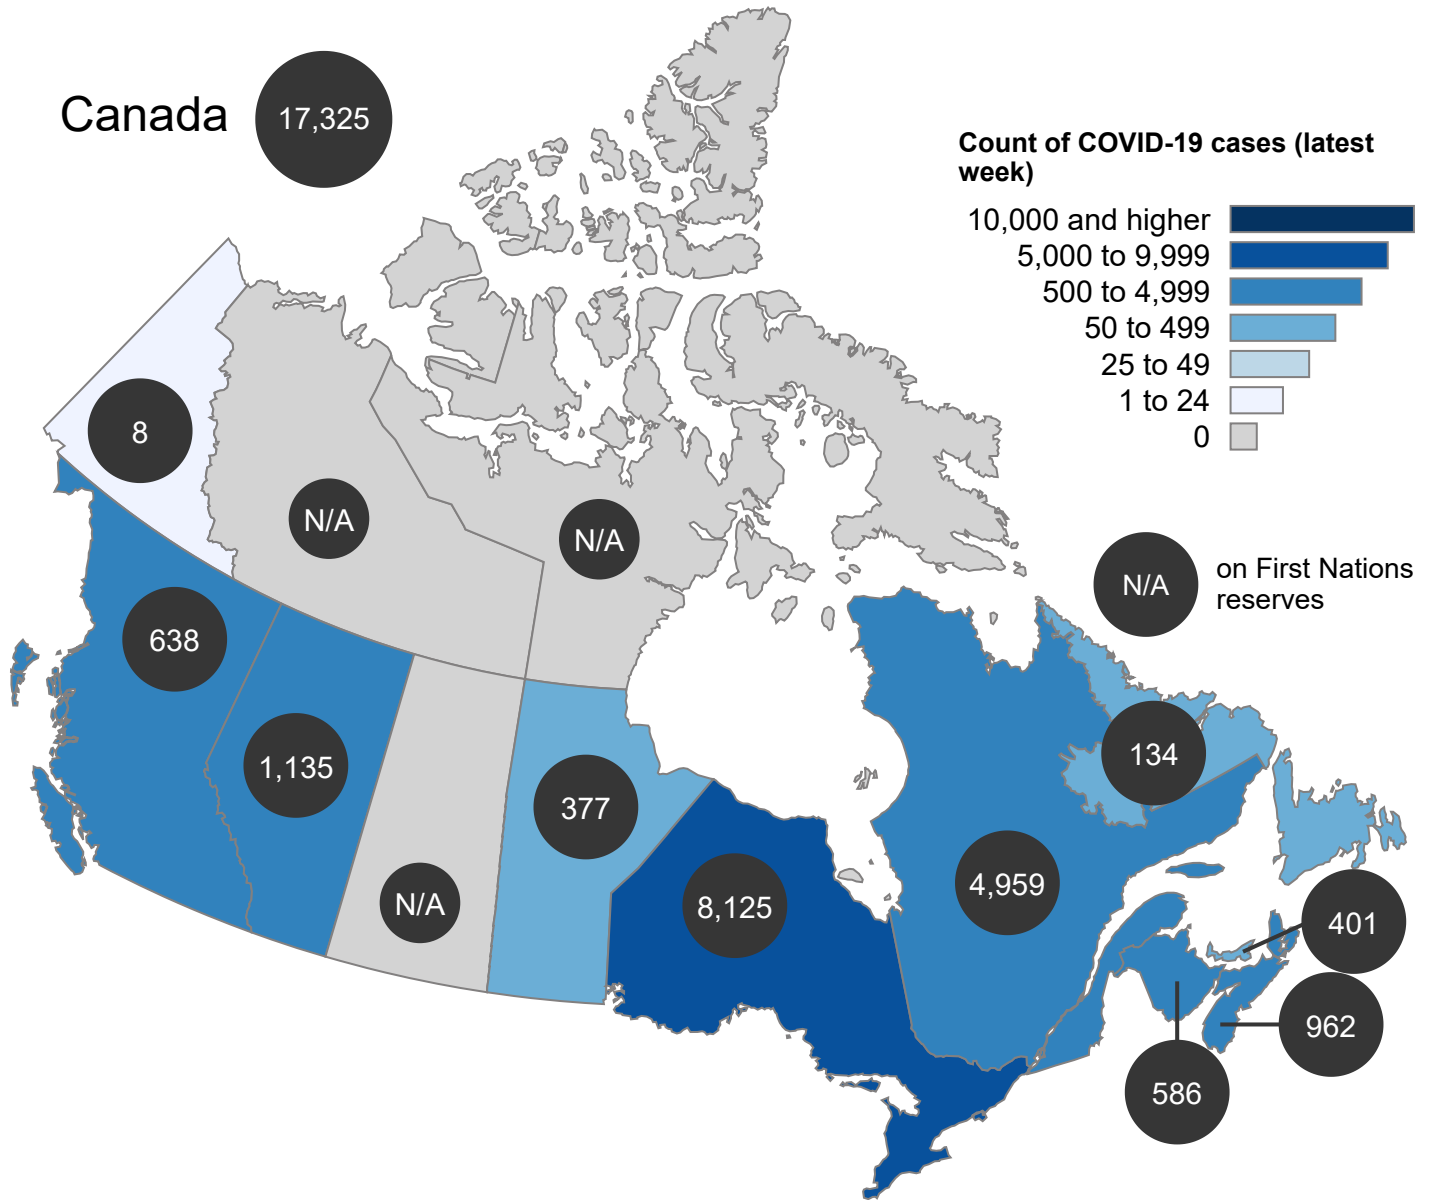 Canada
17,325
Count of COVID-19 cases (latest
week)
10,000 and higher
5,000 to 9,999
500 to 4,999
50 to 499
25 to 49
1 to 24
0
8
N/A
N/A
N/A
on First Nations
reserves
638
1,135
377
134
N/A
8,125
4,959
401
962
586